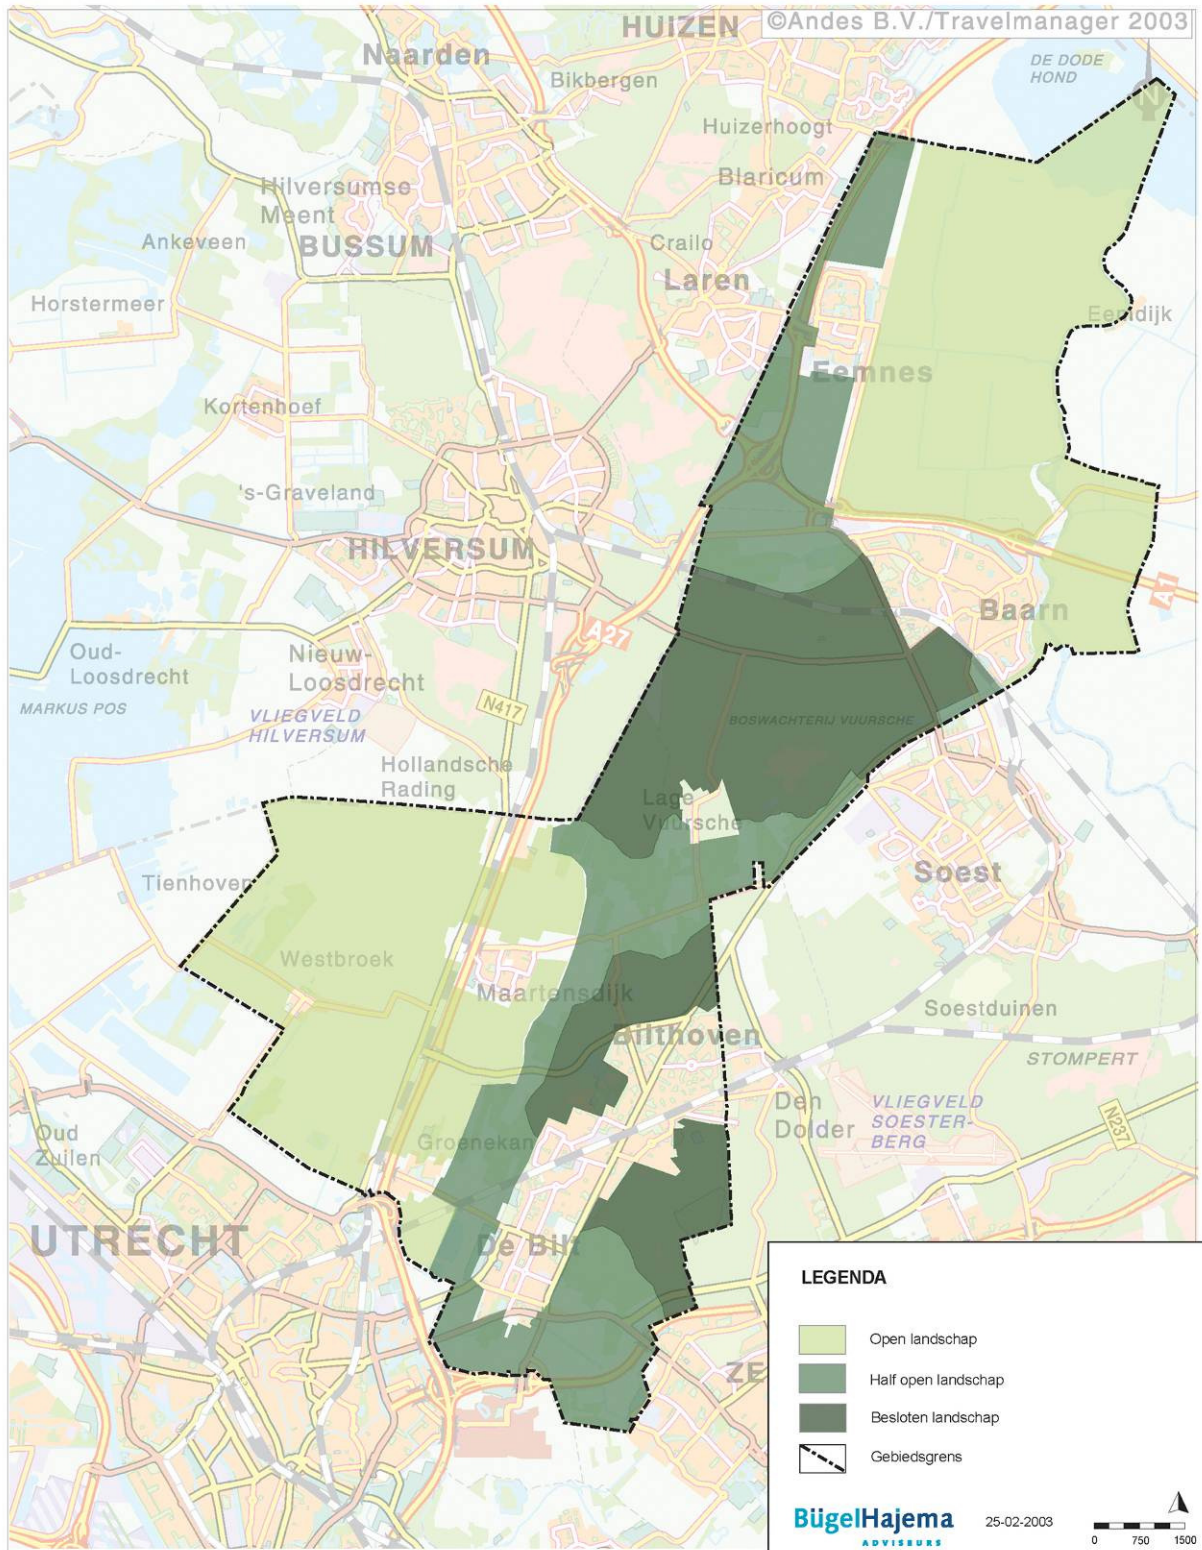 ©Andes B.V./Travelmanager 2003
HUIZEN
Naarden
Bikbergen
DE DODE
HOND
N
Huizerhoogt
Blaricum
Hilversumse
Meent
Ankeveen
BUSSUM
Crailo
Laren
Horstermeer
Eemdijk
Eemnes
Kortenhoef
's-Graveland
HILVERSUM
A1
Baarn
A27
Oud-
Loosdrecht
Nieuw-
Loosdrecht
MARKUS POS
N417
VLIEGVELD
HILVERSUM
BOSWACHTERIJ VUURSCHE
Hollandsche
Rading
Lage
Vuursche
Soest
Tienhoven
Westbroek
Maartensdijk
Soestduinen
Bilthoven
STOMPERT
Den
Dolder
VLIEGVELD
SOESTER-
BERG
N237
Oud
Zuilen
Groenekan
UTRECHT
De Bilt
ZE
LEGENDA
Open landschap
Half open landschap
Besloten landschap
Gebiedsgrens
BügelHajema
ADVISEURS
25-02-2003
0 750 1500